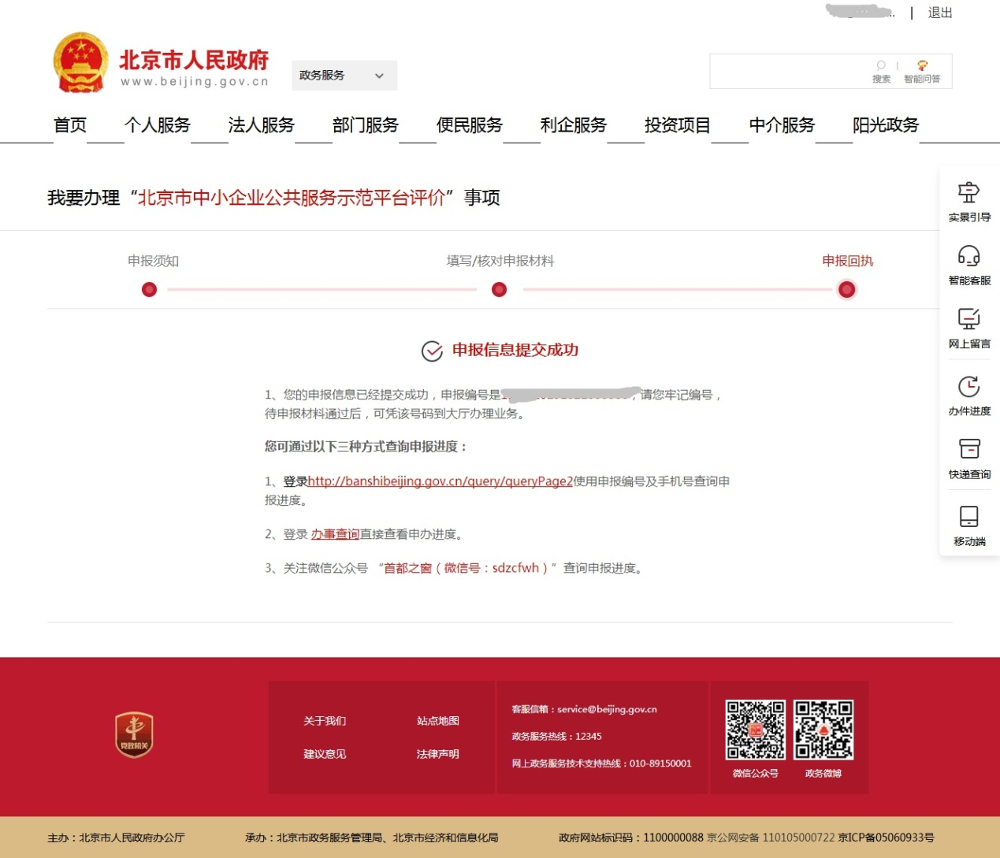 退出
北京市人民政府
www.beijing.gov.cn
政务服务
搜索
智能问答
首页 个人服务 法人服务 部门服务 便民服务 利企服务 投资项目 中介服务 阳光政务
我要办理“北京市中小企业公共服务示范平台评价”事项
申报须知 填写/核对申报材料 申报回执
申报信息提交成功
1、您的申报信息已经提交成功，申报编号是 请您牢记编号，
待申报材料通过后，可凭该号码到大厅办理业务。
您可通过以下三种方式查询申报进度：
1、登录http://banshibeijing.gov.cn/query/queryPage2使用申报编号及手机号查询申
报进度。
2、登录 办事查询直接查看申办进度。
3、关注微信公众号 “首都之窗（微信号：sdzcfwh）”查询申报进度。
实景引导
智能客服
网上留言
办件进度
快递查询
移动端
党政机关
关于我们 站点地图
建议意见 法律声明
客服信箱：service@beijing.gov.cn
政务服务热线：12345
网上政务服务技术支持热线：010-89150001
微信公众号 政务微博
主办：北京市人民政府办公厅 承办：北京市政务服务管理局、北京市经济和信息化局 政府网站标识码：1100000088 京公网安备 110105000722 京ICP备05060933号